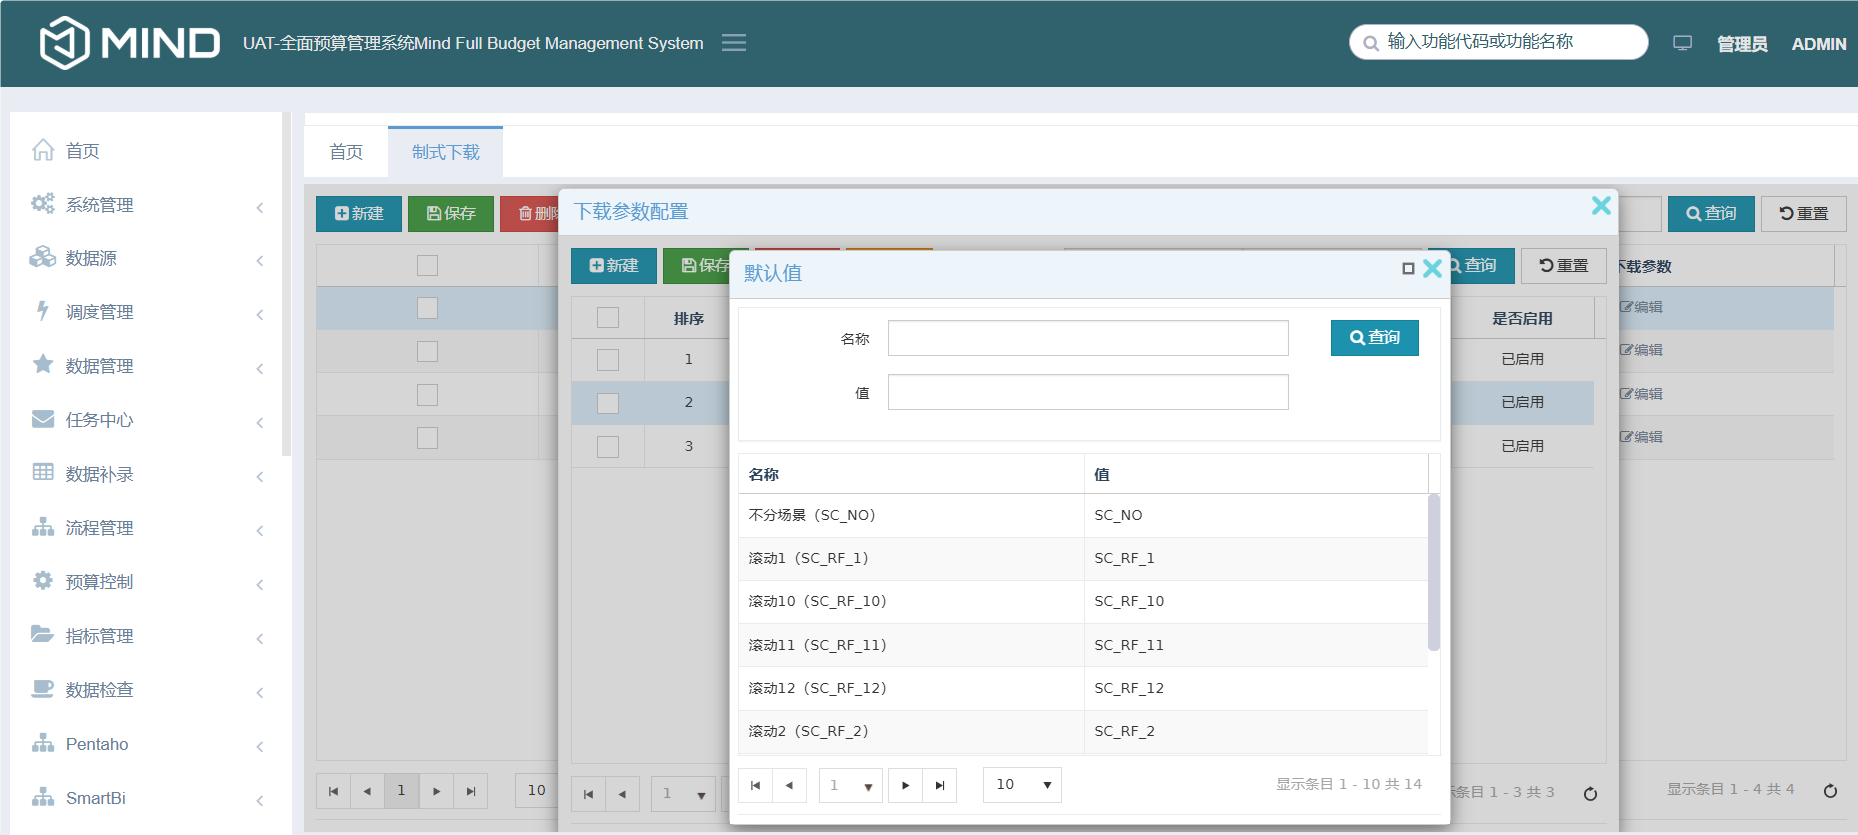 MIND UAT-全面预算管理系统Mind Full Budget Management System 输入功能代码或功能名称 管理员 ADMIN
首页
系统管理
数据源
调度管理
数据管理
任务中心
数据补录
流程管理
预算控制
指标管理
数据检查
Pentaho
SmartBi
首页 制式下载
新建 保存 查询 重置
下载参数
编辑
编辑
编辑
编辑
1 10 显示条目 1 - 4 共 4
下载参数配置
新建 保存 查询 重置
排序 是否启用
1 已启用
2 已启用
3 已启用
1 条目 1 - 3 共 3
默认值
名称 查询
值
名称 值
不分场景（SC_NO） SC_NO
滚动1（SC_RF_1） SC_RF_1
滚动10（SC_RF_10） SC_RF_10
滚动11（SC_RF_11） SC_RF_11
滚动12（SC_RF_12） SC_RF_12
滚动2（SC_RF_2） SC_RF_2
1 10 显示条目 1 - 10 共 14